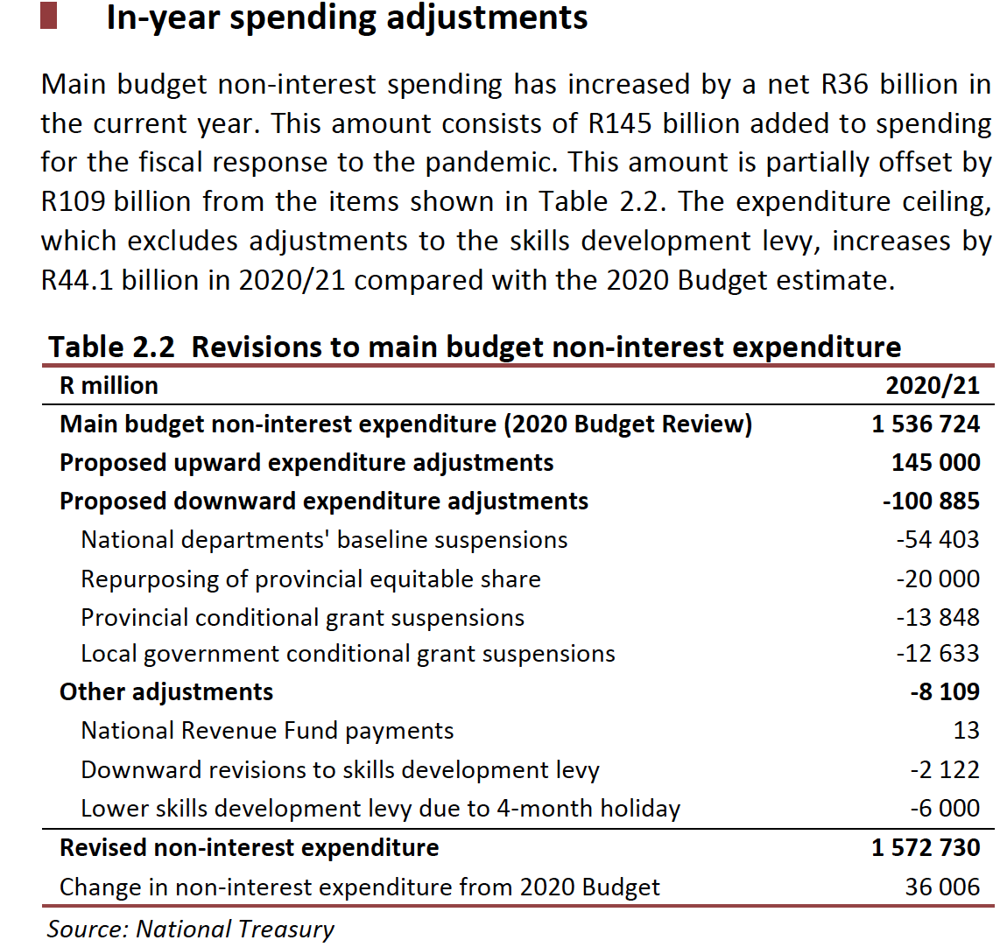 In-year spending adjustments
Main budget non-interest spending has increased by a net R36 billion in
the current year. This amount consists of R145 billion added to spending
for the fiscal response to the pandemic. This amount is partially offset by
R109 billion from the items shown in Table 2.2. The expenditure ceiling,
which excludes adjustments to the skills development levy, increases by
R44.1 billion in 2020/21 compared with the 2020 Budget estimate.
Table 2.2 Revisions to main budget non-interest expenditure
R million 2020/21
Main budget non-interest expenditure (2020 Budget Review) 1 536 724
Proposed upward expenditure adjustments 145 000
Proposed downward expenditure adjustments -100 885
National departments' baseline suspensions -54 403
Repurposing of provincial equitable share -20 000
Provincial conditional grant suspensions -13 848
Local government conditional grant suspensions -12 633
Other adjustments -8 109
National Revenue Fund payments 13
Downward revisions to skills development levy -2 122
Lower skills development levy due to 4-month holiday -6 000
Revised non-interest expenditure 1 572 730
Change in non-interest expenditure from 2020 Budget 36 006
Source: National Treasury